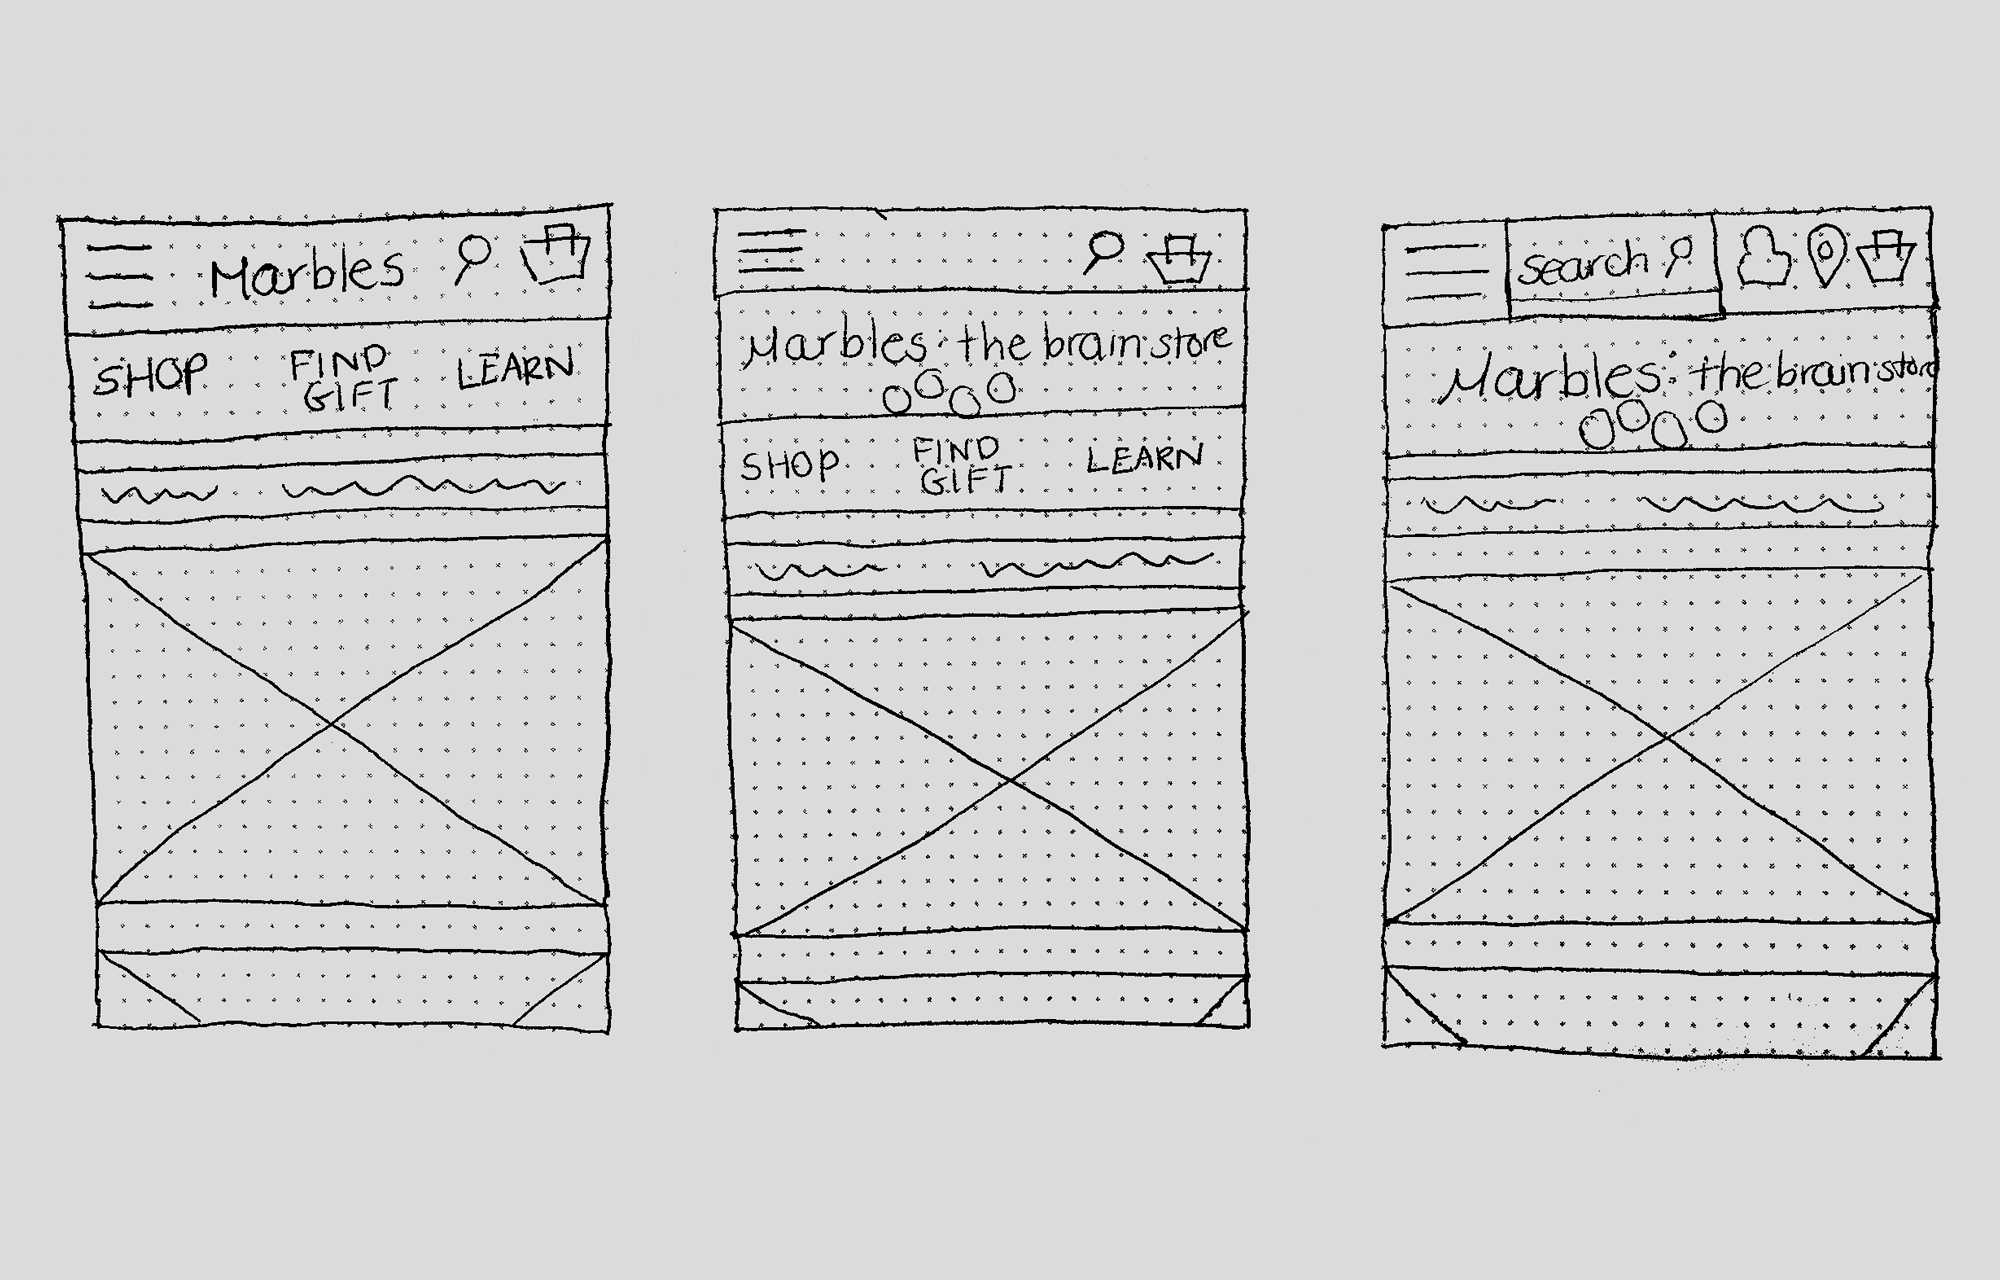 Marbles
SHOP
FIND
GIFT
LEARN
Marbles: the brain store
SHOP
FIND
GIFT
LEARN
search
Marbles: the brain store